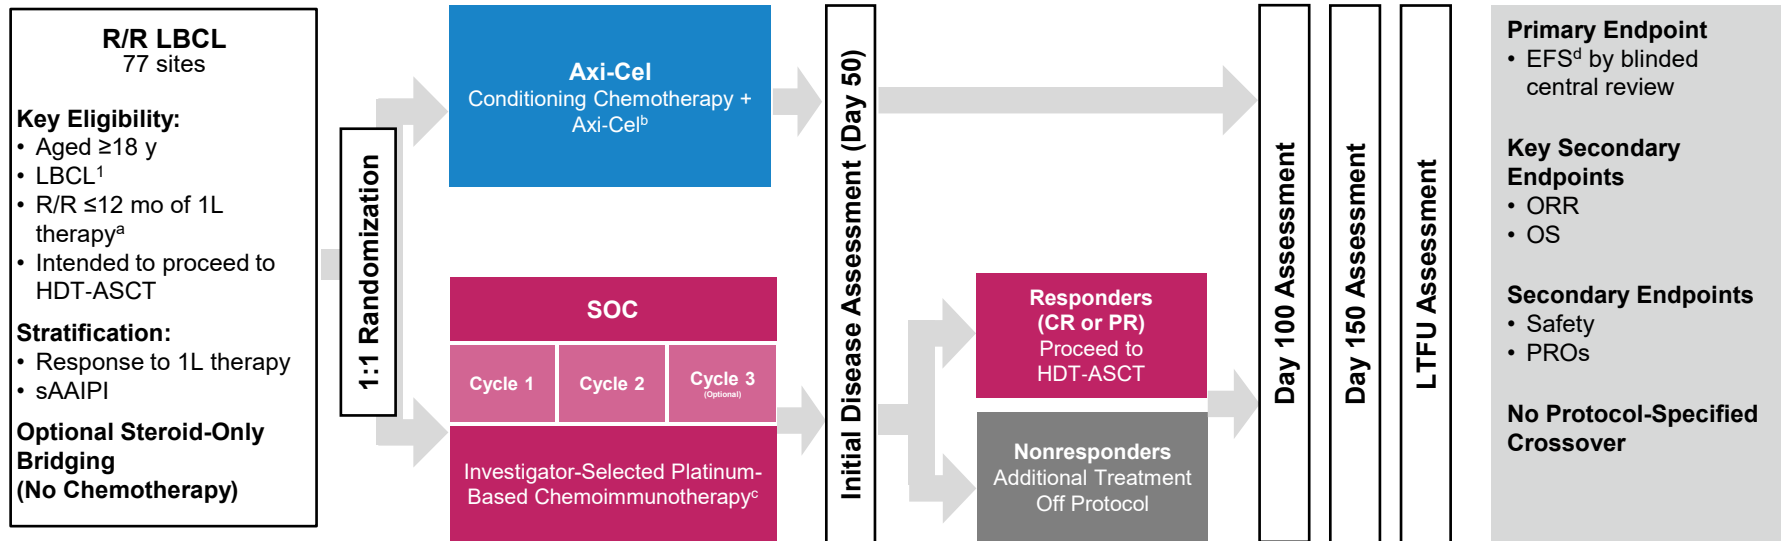 R/R LBCL
77 sites
Key Eligibility:
• Aged ≥18 y
• LBCL¹
• R/R ≤12 mo of 1L
therapyᵃ
• Intended to proceed to
HDT-ASCT
Stratification:
• Response to 1L therapy
• sAAIPI
Optional Steroid-Only
Bridging
(No Chemotherapy)
1:1 Randomization
Axi-Cel
Conditioning Chemotherapy +
Axi-Celᵇ
SOC
Cycle 1
Cycle 2
Cycle 3
(Optional)
Investigator-Selected Platinum-
Based Chemoimmunotherapyᶜ
Initial Disease Assessment (Day 50)
Responders
(CR or PR)
Proceed to
HDT-ASCT
Nonresponders
Additional Treatment
Off Protocol
Day 100 Assessment
Day 150 Assessment
LTFU Assessment
Primary Endpoint
• EFSᵈ by blinded
central review
Key Secondary
Endpoints
• ORR
• OS
Secondary Endpoints
• Safety
• PROs
No Protocol-Specified
Crossover